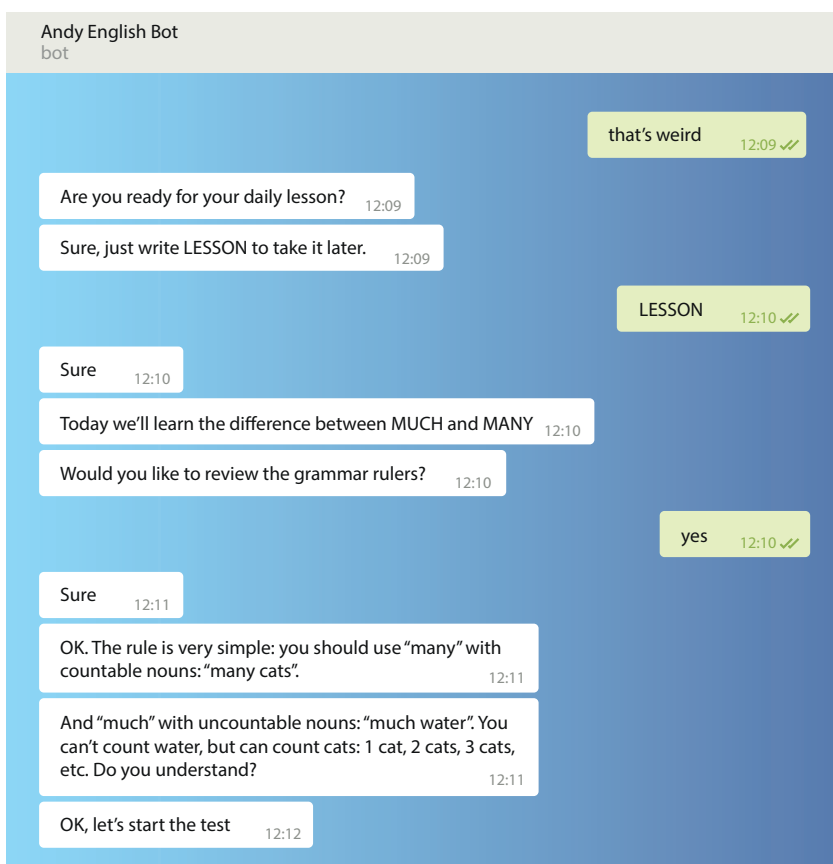 Andy English Bot
bot
that’s weird
12:09
Are you ready for your daily lesson?
12:09
Sure, just write LESSON to take it later.
12:09
LESSON
12:10
Sure
12:10
Today we’ll learn the difference between MUCH and MANY
12:10
Would you like to review the grammar rulers?
12:10
yes
12:10
Sure
12:11
OK. The rule is very simple: you should use “many” with
countable nouns: “many cats”.
12:11
And “much” with uncountable nouns: “much water”. You
can’t count water, but can count cats: 1 cat, 2 cats, 3 cats,
etc. Do you understand?
12:11
OK, let’s start the test
12:12